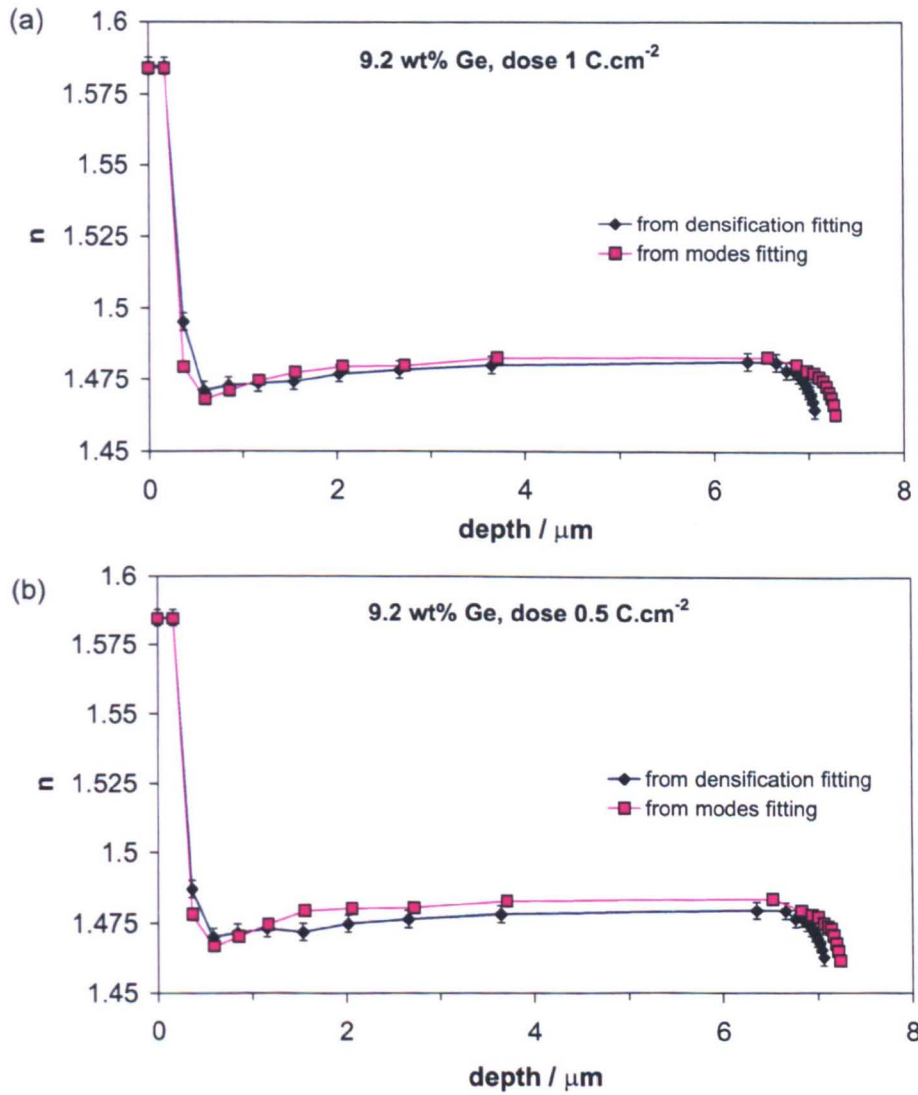 (a)
9.2 wt% Ge, dose 1 C.cm⁻²
1.6
1.575
1.55
1.525
1.5
1.475
1.45
n
from densification fitting
from modes fitting
0 2 4 6 8
depth / μm
(b)
9.2 wt% Ge, dose 0.5 C.cm⁻²
1.6
1.575
1.55
1.525
1.5
1.475
1.45
n
from densification fitting
from modes fitting
0 2 4 6 8
depth / μm